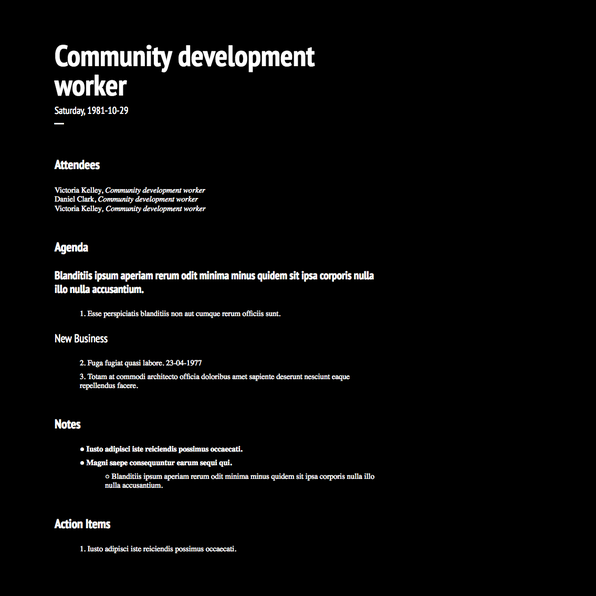 Community development
worker
Saturday, 1981-10-29
Attendees
Victoria Kelley, Community development worker
Daniel Clark, Community development worker
Victoria Kelley, Community development worker
Agenda
Blanditiis ipsum aperiam rerum odit minima minus quidem sit ipsa corporis nulla
illo nulla accusantium.
1. Esse perspiciatis blanditiis non aut cumque rerum officiis sunt.
New Business
2. Fuga fugiat quasi labore. 23-04-1977
3. Totam at commodi architecto officia doloribus amet sapiente deserunt nesciunt eaque
repellendus facere.
Notes
● Iusto adipisci iste reiciendis possimus occaecati.
● Magni saepe consequuntur earum sequi qui.
○ Blanditiis ipsum aperiam rerum odit minima minus quidem sit ipsa corporis nulla illo
nulla accusantium.
Action Items
1. Iusto adipisci iste reiciendis possimus occaecati.